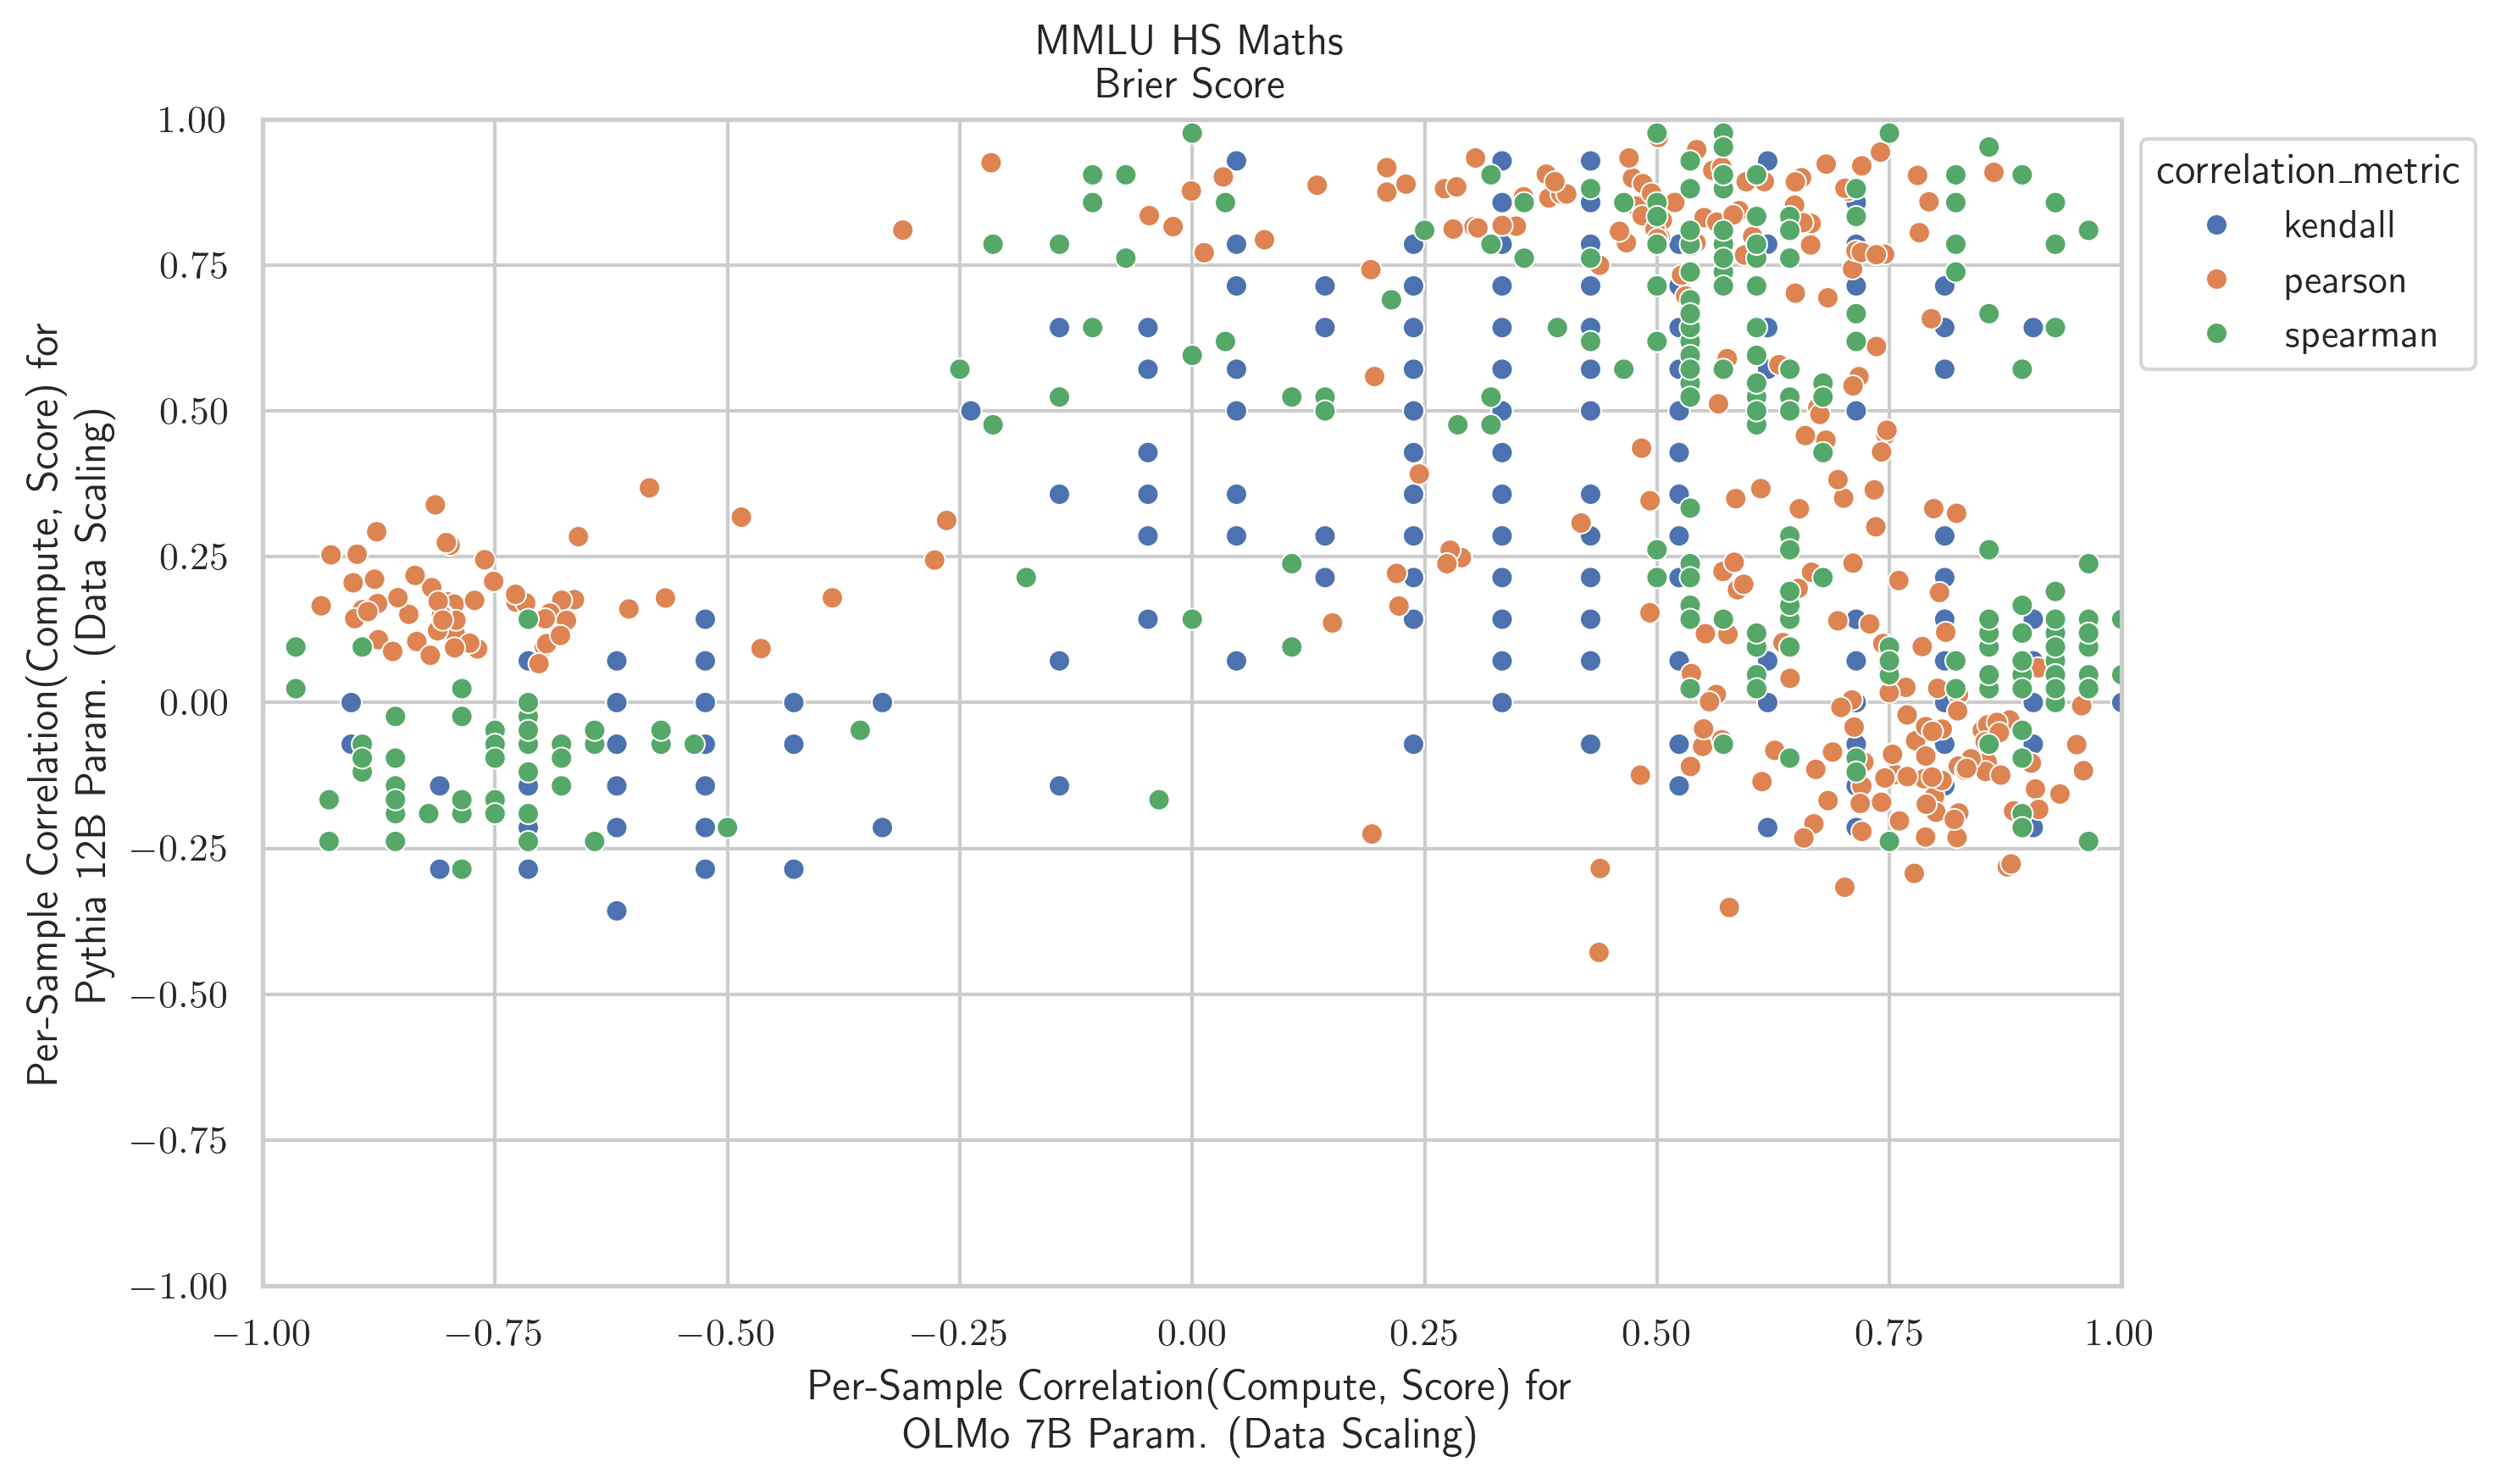 MMLU HS Maths
Brier Score
Per-Sample Correlation(Compute, Score) for
Pythia 12B Param. (Data Scaling)
1.00
0.75
0.50
0.25
0.00
−0.25
−0.50
−0.75
−1.00
−1.00 −0.75 −0.50 −0.25 0.00 0.25 0.50 0.75 1.00
Per-Sample Correlation(Compute, Score) for
OLMo 7B Param. (Data Scaling)
correlation_metric
kendall
pearson
spearman